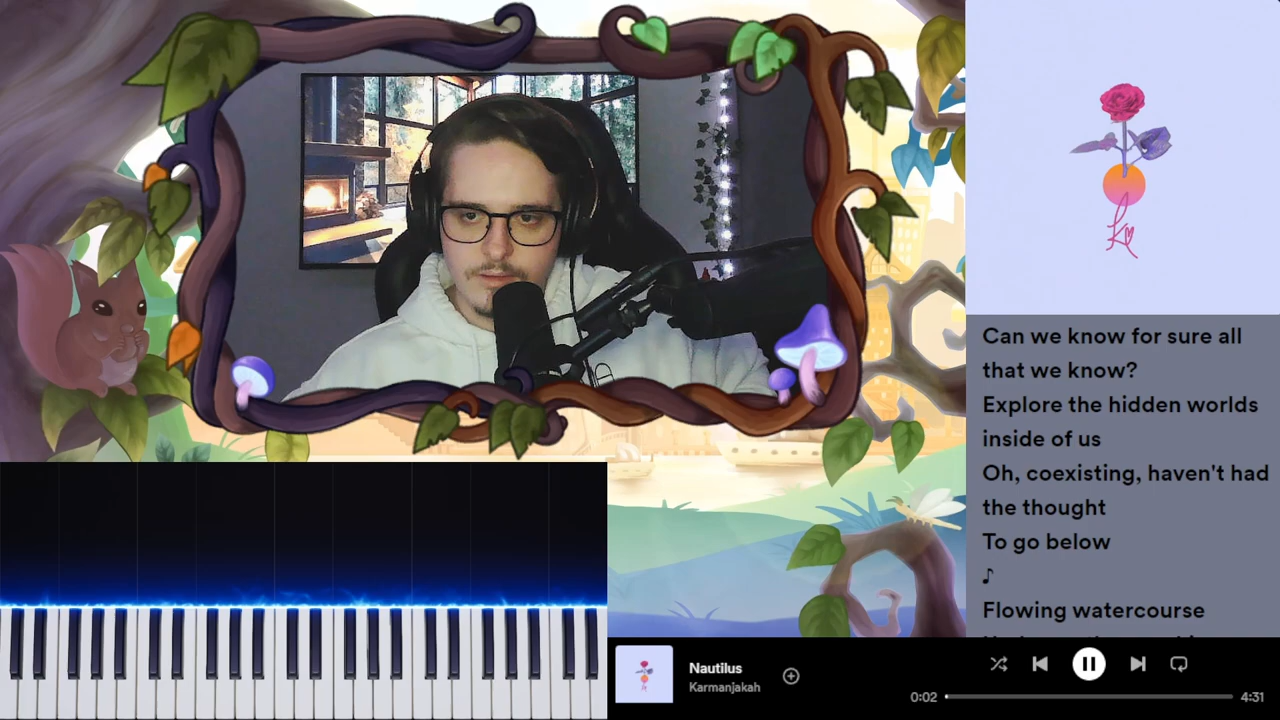 Can we know for sure all
that we know?
Explore the hidden worlds
inside of us
Oh, coexisting, haven't had
the thought
To go below
♪
Flowing watercourse
Nautilus
Karmanjakah
0:02
4:31